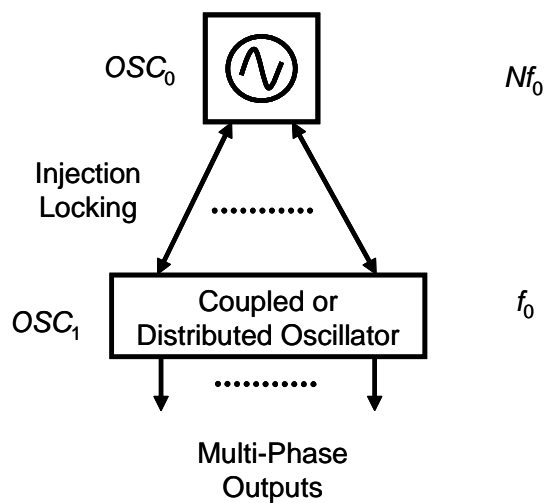 OSC₀
Nf₀
Injection
Locking
Coupled or
Distributed Oscillator
OSC₁
f₀
Multi-Phase
Outputs